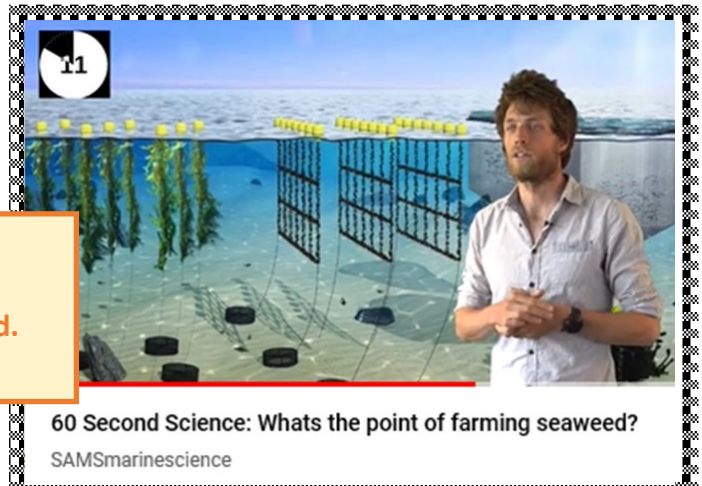 11
d.
60 Second Science: Whats the point of farming seaweed?
SAMSmarinescience